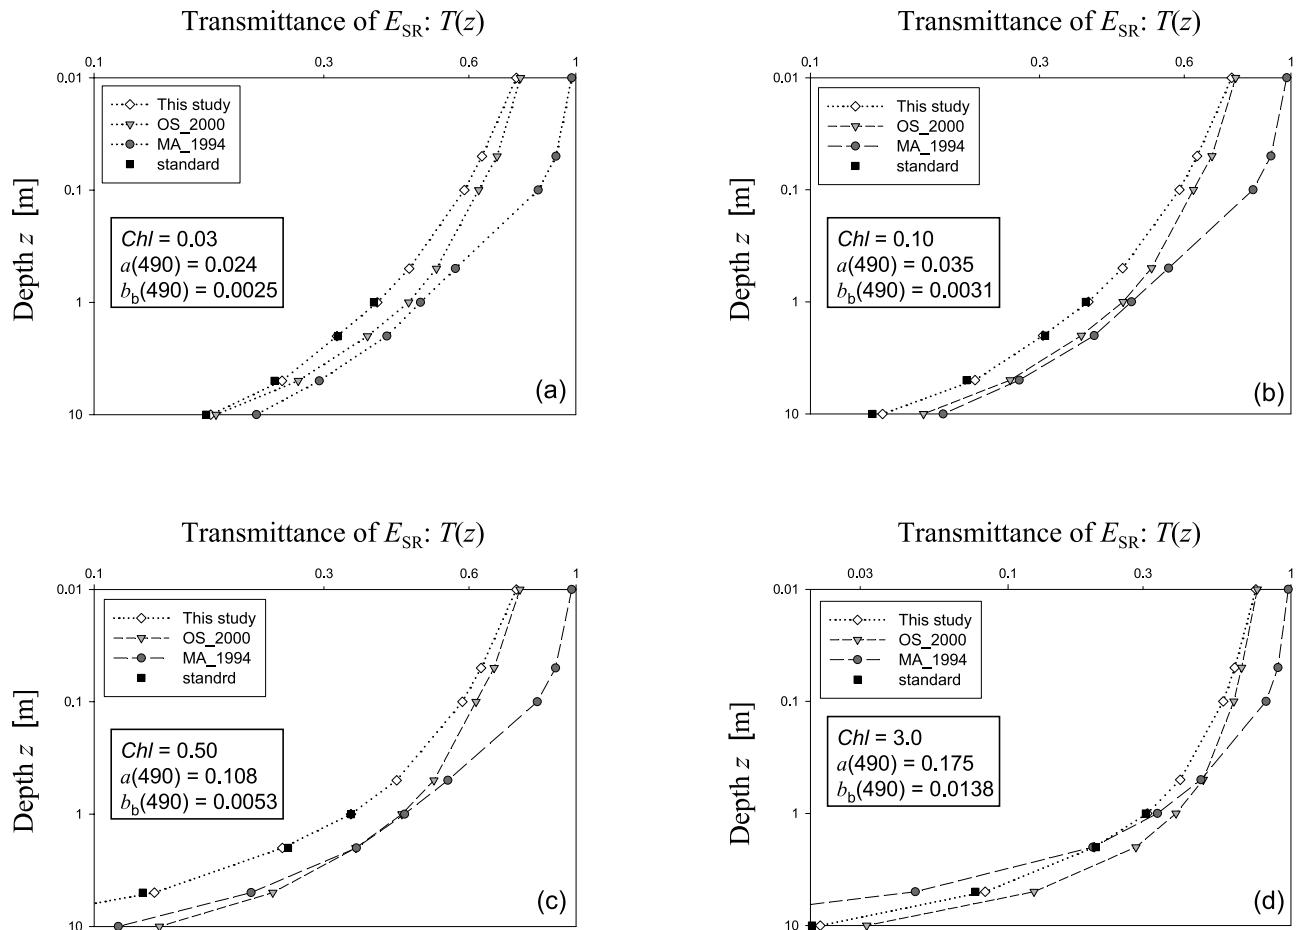 Transmittance of E_SR: T(z)
0.1 0.3 0.6 1
0.01
0.1
1
10
Depth z [m]
This study
OS_2000
MA_1994
standard
Chl = 0.03
a(490) = 0.024
b_b(490) = 0.0025
(a)
Transmittance of E_SR: T(z)
0.1 0.3 0.6 1
0.01
0.1
1
10
Depth z [m]
This study
OS_2000
MA_1994
standard
Chl = 0.10
a(490) = 0.035
b_b(490) = 0.0031
(b)
Transmittance of E_SR: T(z)
0.1 0.3 0.6 1
0.01
0.1
1
10
Depth z [m]
This study
OS_2000
MA_1994
standrd
Chl = 0.50
a(490) = 0.108
b_b(490) = 0.0053
(c)
Transmittance of E_SR: T(z)
0.03 0.1 0.3 1
0.01
0.1
1
10
Depth z [m]
This study
OS_2000
MA_1994
standard
Chl = 3.0
a(490) = 0.175
b_b(490) = 0.0138
(d)